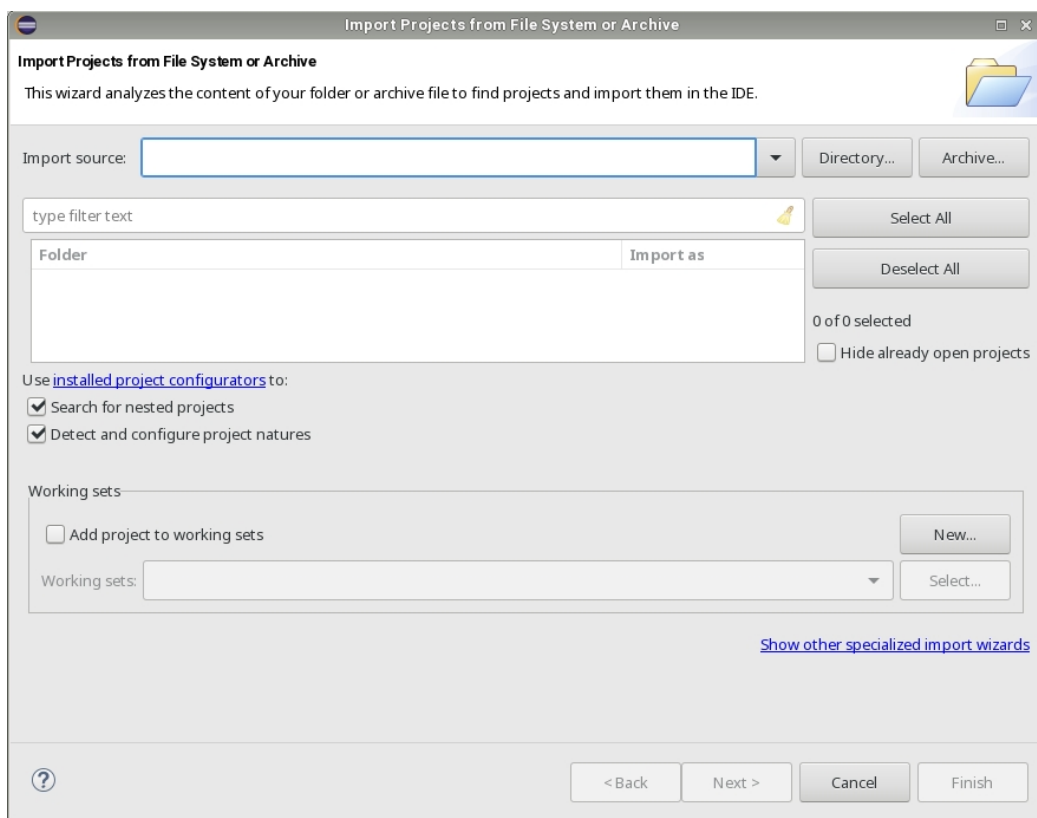 Import Projects from File System or Archive
Import Projects from File System or Archive
This wizard analyzes the content of your folder or archive file to find projects and import them in the IDE.
Import source: Directory... Archive...
type filter text Select All
Folder Import as
Deselect All
0 of 0 selected
Hide already open projects
Use installed project configurators to:
Search for nested projects
Detect and configure project natures
Working sets
Add project to working sets New...
Working sets: Select...
Show other specialized import wizards
? < Back Next > Cancel Finish